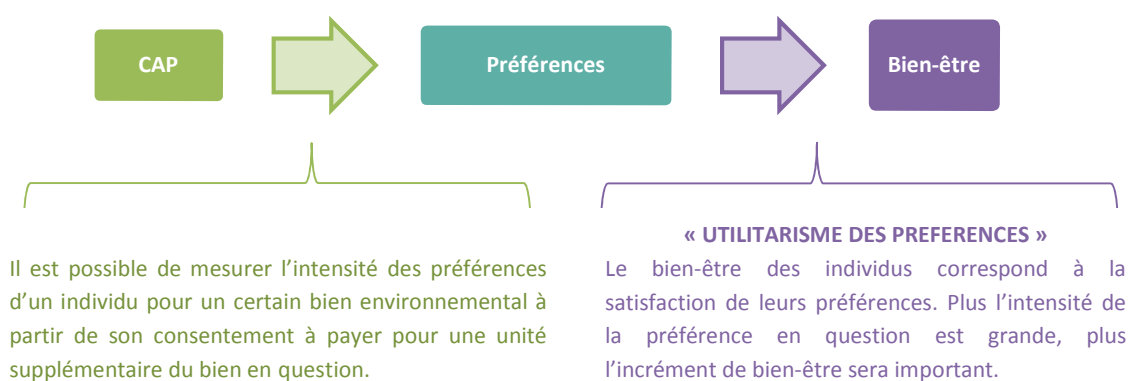 CAP
Préférences
Bien-être
Il est possible de mesurer l’intensité des préférences
d’un individu pour un certain bien environnemental à
partir de son consentement à payer pour une unité
supplémentaire du bien en question.
« UTILITARISME DES PREFERENCES »
Le bien-être des individus correspond à la
satisfaction de leurs préférences. Plus l’intensité de
la préférence en question est grande, plus
l’incrément de bien-être sera important.